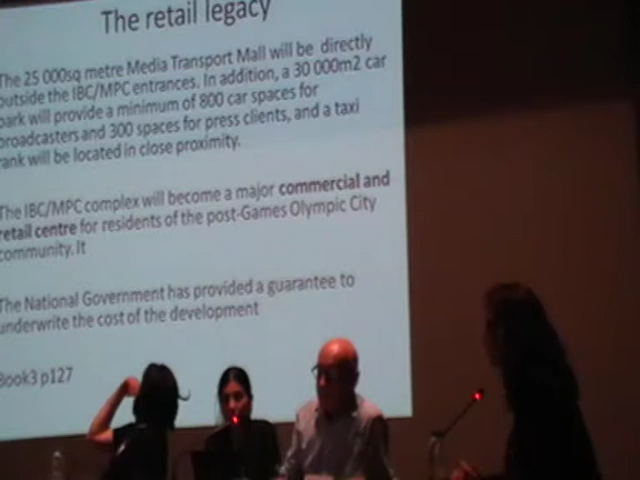 The retail legacy
The 25 000sq metre Media Transport Mall will be directly
outside the IBC/MPC entrances. In addition, a 30 000m2 car
park will provide a minimum of 800 car spaces for
broadcasters and 300 spaces for press clients, and a taxi
rank will be located in close proximity.
The IBC/MPC complex will become a major commercial and
retail centre for residents of the post-Games Olympic City
community. It
The National Government has provided a guarantee to
underwrite the cost of the development
Book3 p127